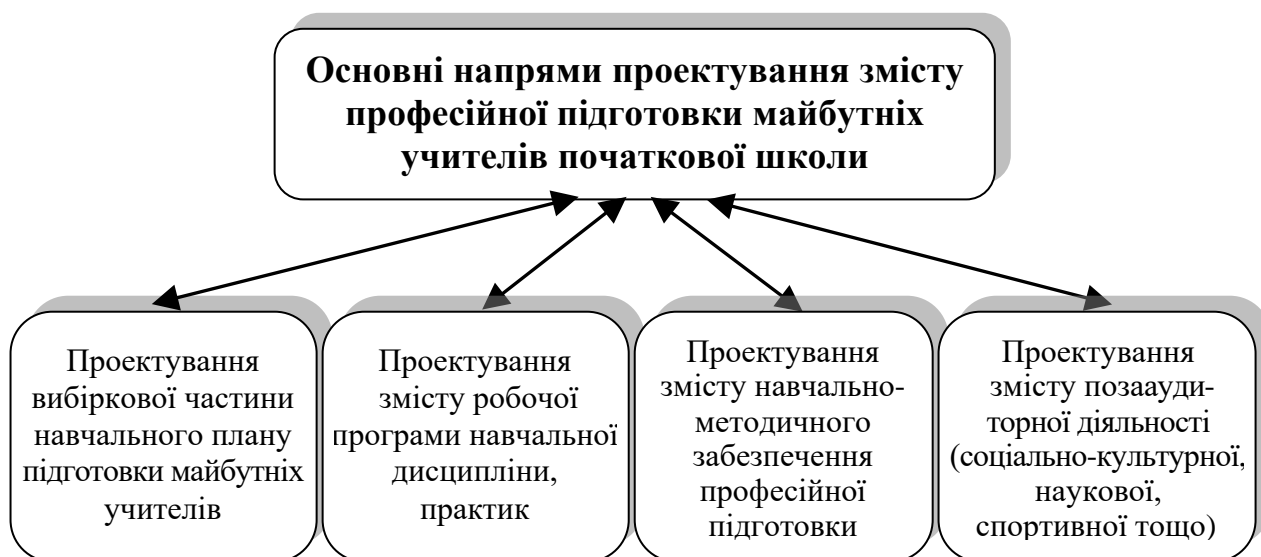 Основні напрями проектування змісту
професійної підготовки майбутніх
учителів початкової школи
Проектування
вибіркової частини
навчального плану
підготовки майбутніх
учителів
Проектування
змісту робочої
програми навчальної
дисципліни,
практик
Проектування
змісту навчально-
методичного
забезпечення
професійної
підготовки
Проектування
змісту позаауди-
торної діяльності
(соціально-культурної,
наукової,
спортивної тощо)